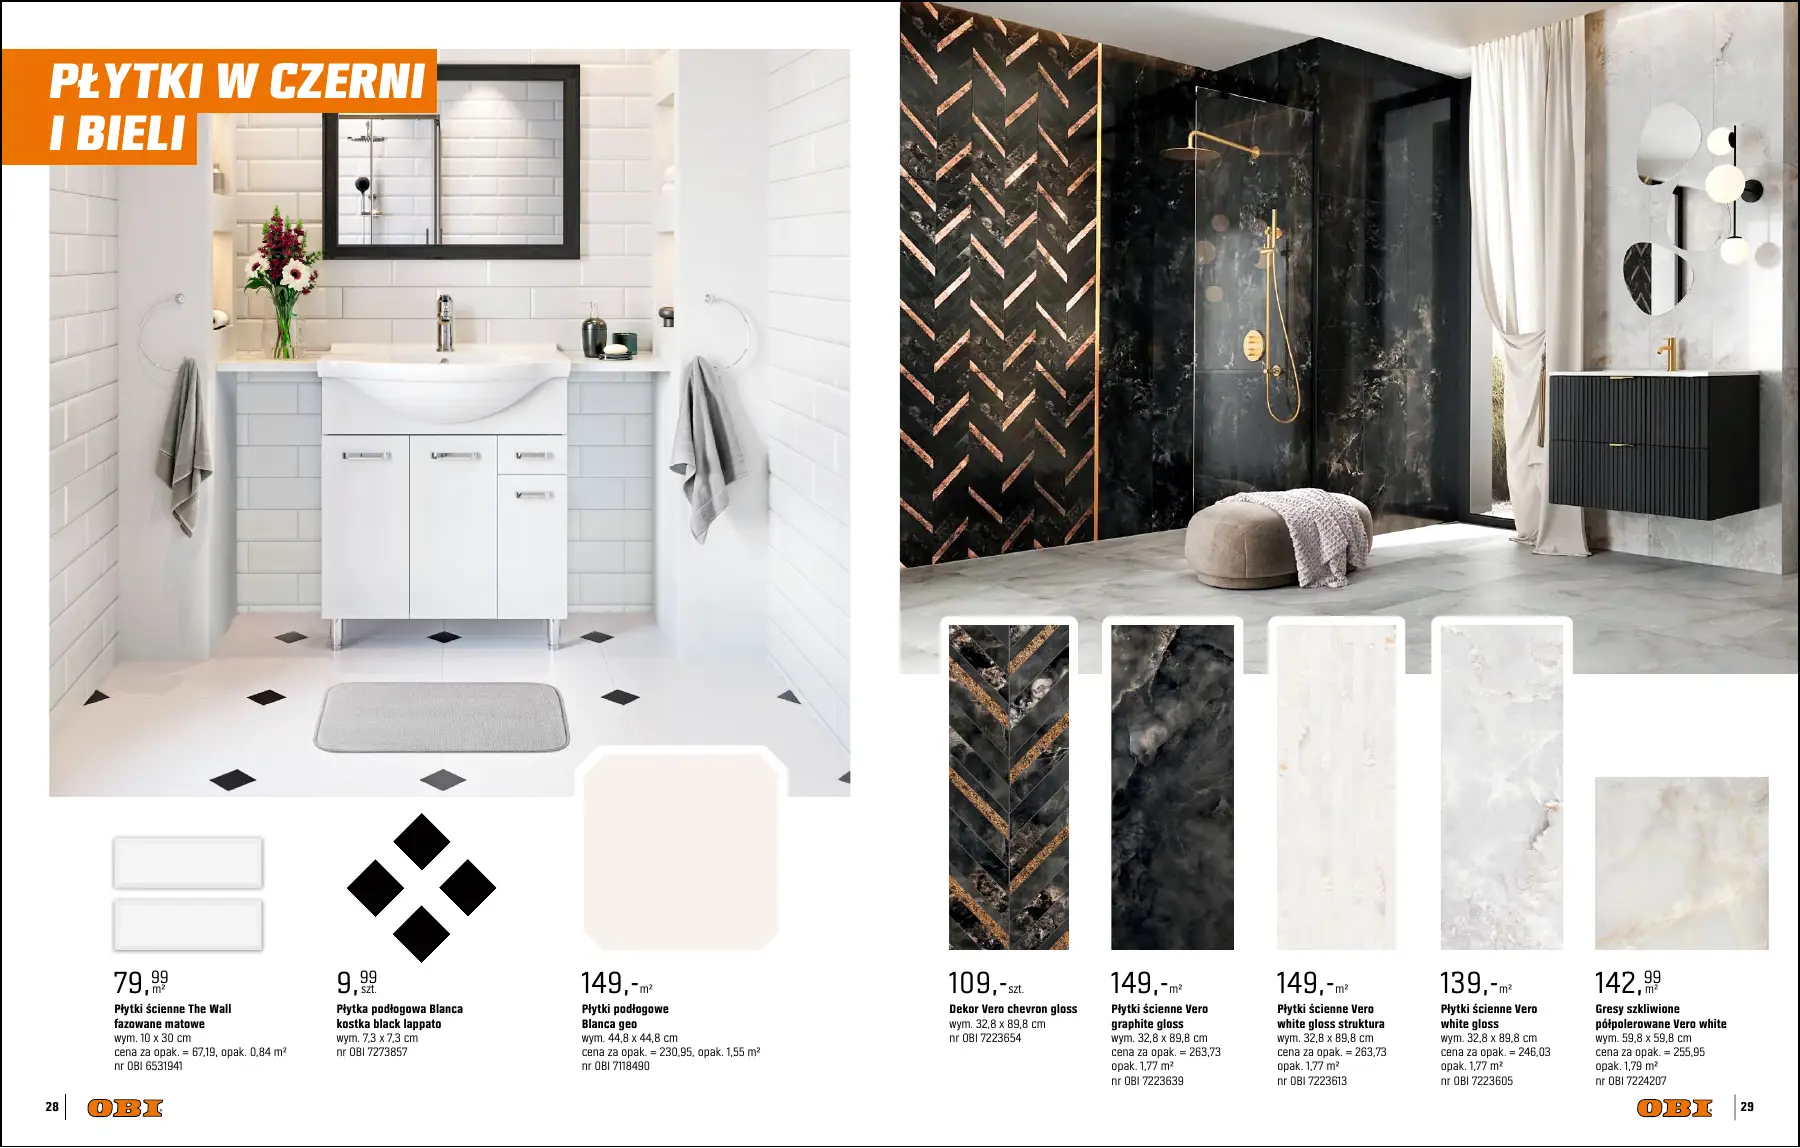 PŁYTKI W CZERNI
I BIELI
79,99 m²
Płytki ścienne The Wall
fazowane matowe
wym. 10 x 30 cm
cena za opak. = 67,19, opak. 0,84 m²
nr OBI 6531941
9,99 szt.
Płytka podłogowa Blanca
kostka black lappato
wym. 7,3 x 7,3 cm
nr OBI 7273857
149,- m²
Płytki podłogowe
Blanca geo
wym. 44,8 x 44,8 cm
cena za opak. = 230,95, opak. 1,55 m²
nr OBI 7118490
28
OBI
109,- szt.
Dekor Vero chevron gloss
wym. 32,8 x 89,8 cm
nr OBI 7223654
149,- m²
Płytki ścienne Vero
graphite gloss
wym. 32,8 x 89,8 cm
cena za opak. = 263,73
opak. 1,77 m²
nr OBI 7223639
149,- m²
Płytki ścienne Vero
white gloss struktura
wym. 32,8 x 89,8 cm
cena za opak. = 263,73
opak. 1,77 m²
nr OBI 7223613
139,- m²
Płytki ścienne Vero
white gloss
wym. 32,8 x 89,8 cm
cena za opak. = 246,03
opak. 1,77 m²
nr OBI 7223605
142,99 m²
Gresy szkliwione
półpolerowane Vero white
wym. 59,8 x 59,8 cm
cena za opak. = 255,95
opak. 1,79 m²
nr OBI 7224207
OBI
29